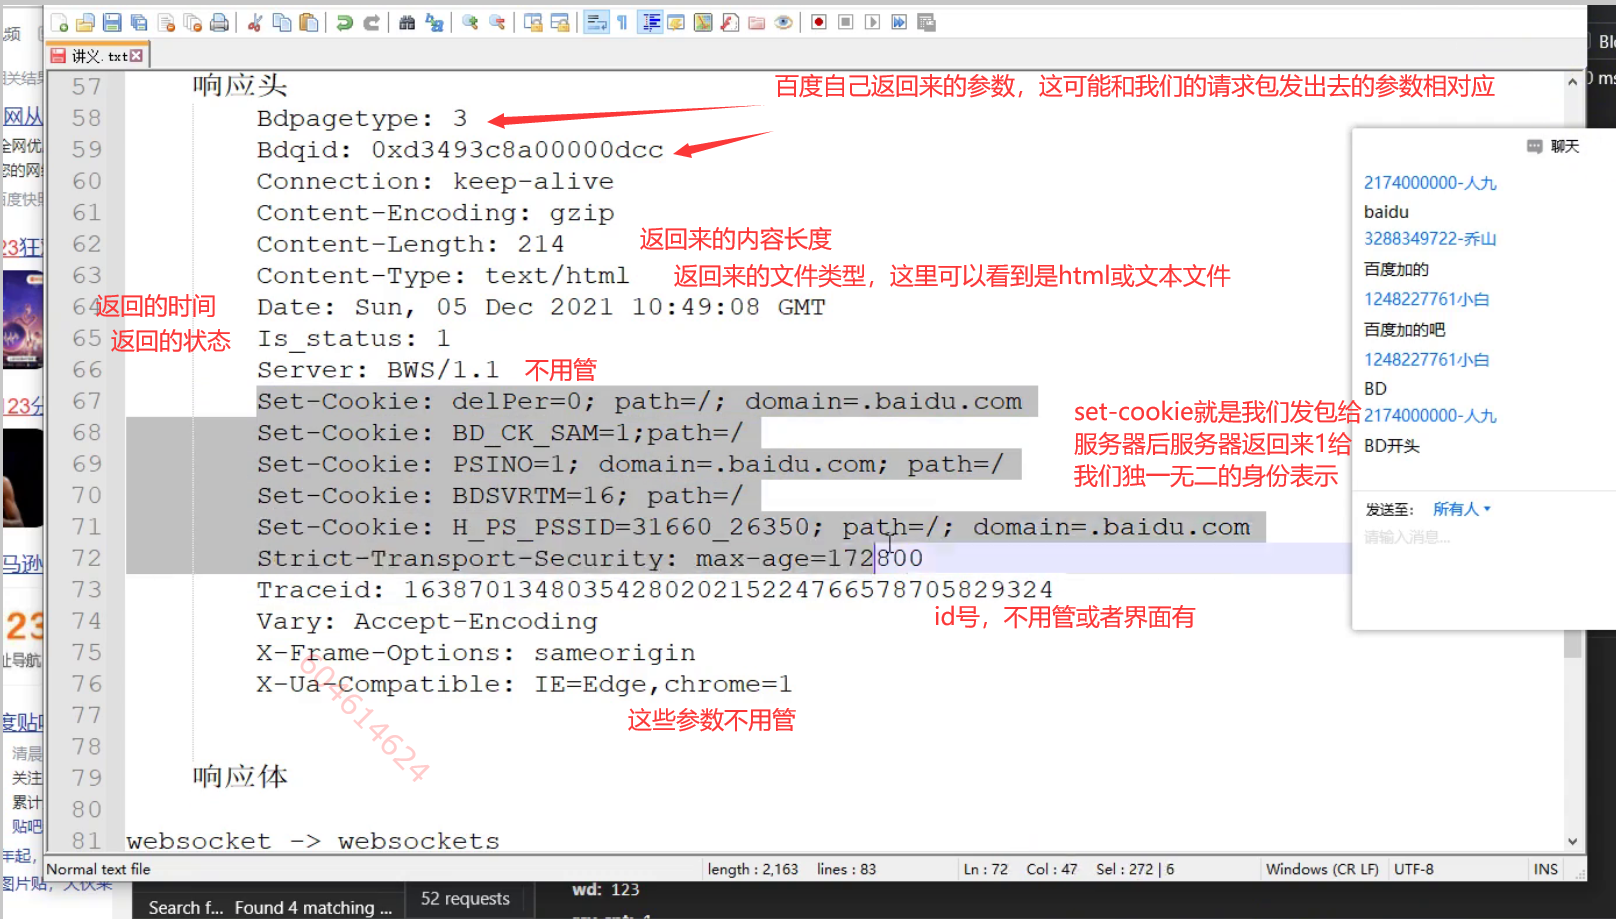 讲义.txt
57 响应头
百度自己返回来的参数，这可能和我们的请求包发出去的参数相对应
58 Bdpagetype: 3
59 Bdqid: 0xd3493c8a00000dcc
60 Connection: keep-alive
61 Content-Encoding: gzip
62 Content-Length: 214 返回来的内容长度
63 Content-Type: text/html 返回来的文件类型，这里可以看到是html或文本文件
64 返回的时间 Date: Sun, 05 Dec 2021 10:49:08 GMT
65 返回的状态 Is_status: 1
66 Server: BWS/1.1 不用管
67 Set-Cookie: delPer=0; path=/; domain=.baidu.com
68 Set-Cookie: BD_CK_SAM=1;path=/
69 Set-Cookie: PSINO=1; domain=.baidu.com; path=/
70 Set-Cookie: BDSVRTM=16; path=/
71 Set-Cookie: H_PS_PSSID=31660_26350; path=/; domain=.baidu.com
set-cookie就是我们发包给
服务器后服务器返回来1给
我们独一无二的身份表示
72 Strict-Transport-Security: max-age=172800
73 Traceid: 1638701348035428020215224766578705829324
id号，不用管或者界面有
74 Vary: Accept-Encoding
75 X-Frame-Options: sameorigin
76 X-Ua-Compatible: IE=Edge,chrome=1
这些参数不用管
604614624
77
78
79 响应体
80
81 websocket -> websockets
聊天
2174000000-人九
baidu
3288349722-乔山
百度加的
1248227761小白
百度加的吧
1248227761小白
BD
2174000000-人九
BD开头
发送至： 所有人
请输入消息...
Normal text file length : 2,163 lines : 83 Ln : 72 Col : 47 Sel : 272 | 6 Windows (CR LF) UTF-8 INS
wd: 123
Search f... Found 4 matching ... 52 requests